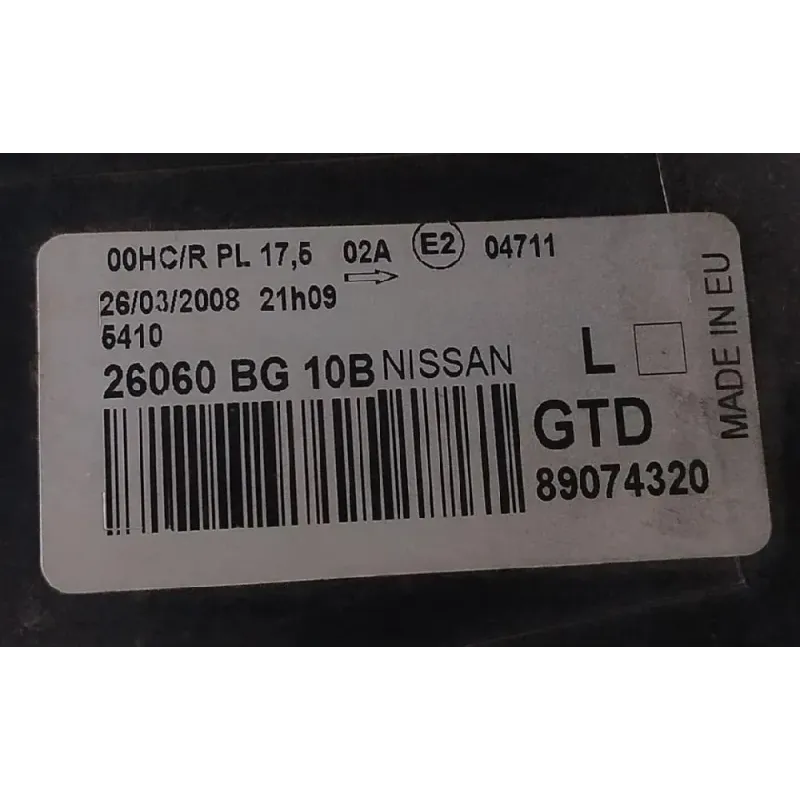 00HC/R PL 17,5 02A E2 04711
26/03/2008 21h09
5410
26060 BG 10B NISSAN L
GTD
89074320
MADE IN EU